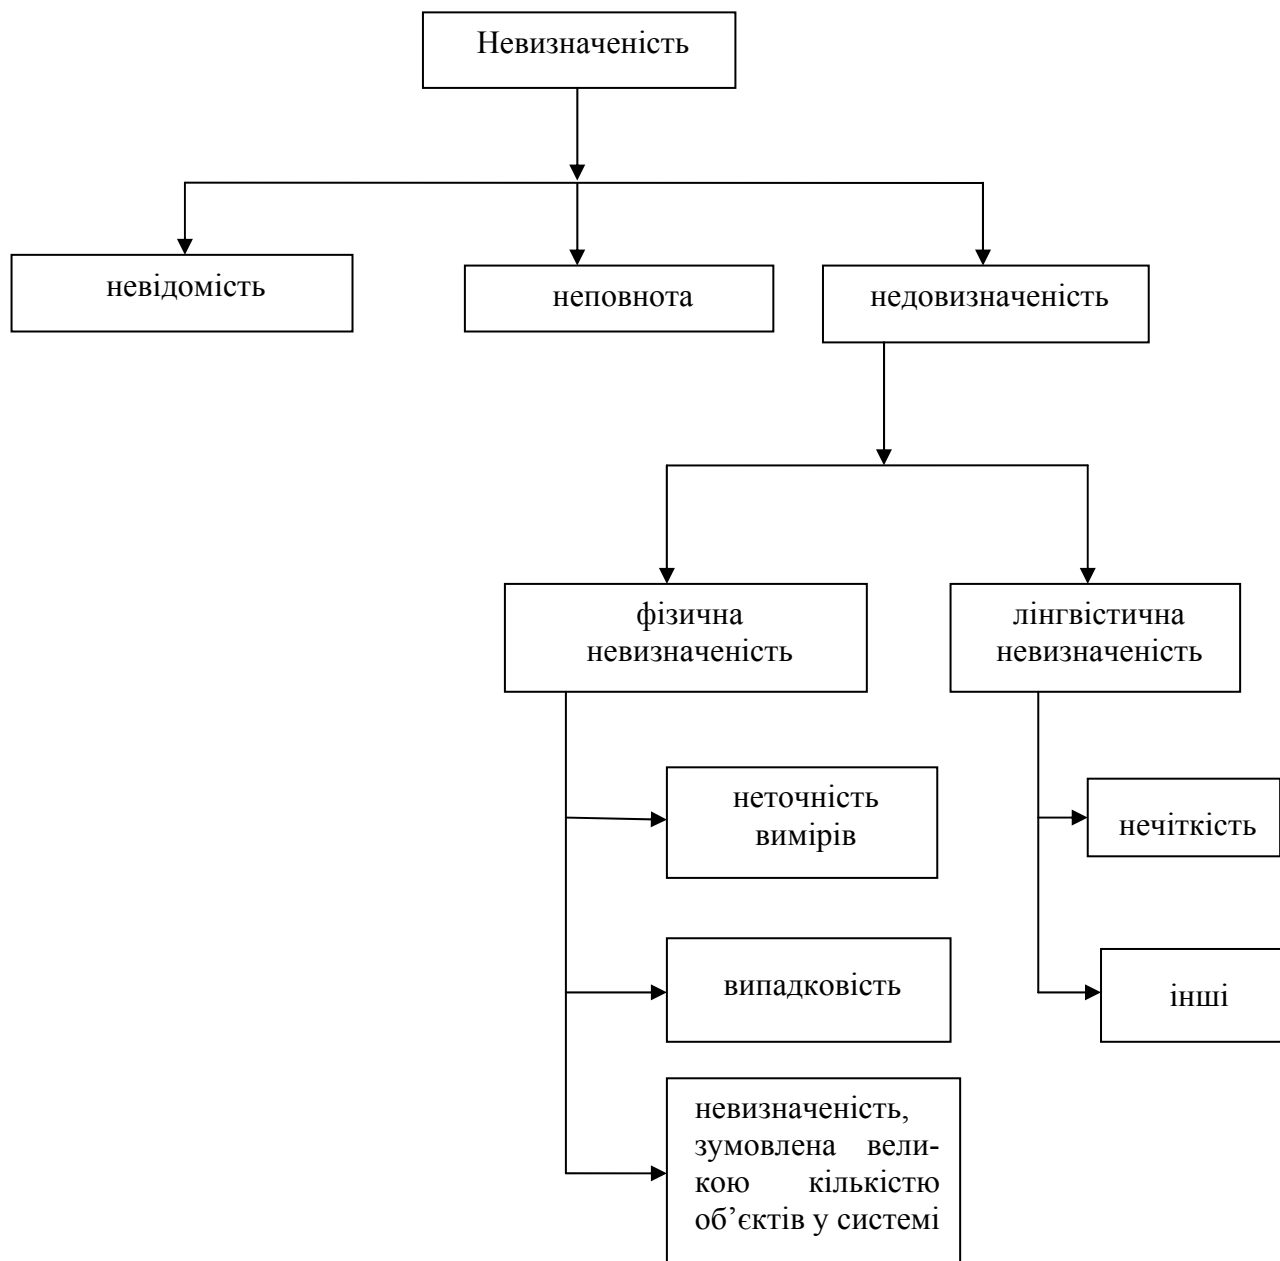 Невизначеність
невідомість
неповнота
недовизначеність
фізична
невизначеність
лінгвістична
невизначеність
неточність
вимірів
нечіткість
випадковість
інші
невизначеність,
зумовлена вели-
кою кількістю
об’єктів у системі